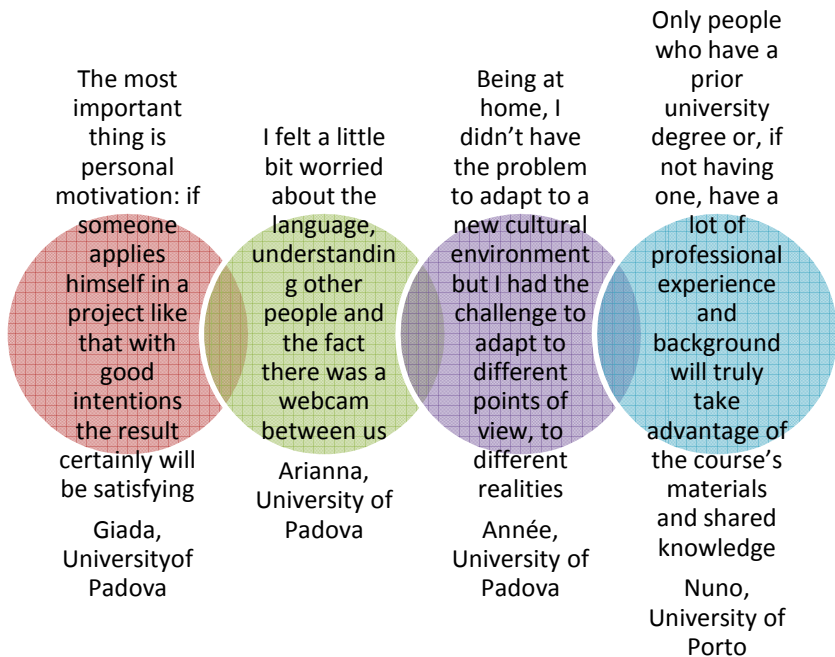 The most
important
thing is
personal
motivation: if
someone
applies
himself in a
project like
that with
good
intentions
the result
certainly will
be satisfying
Giada,
Universityof
Padova
I felt a little
bit worried
about the
language,
understandin
g other
people and
the fact
there was a
webcam
between us
Arianna,
University of
Padova
Being at
home, I
didn’t have
the problem
to adapt to a
new cultural
environment
but I had the
challenge to
adapt to
different
points of
view, to
different
realities
Année,
University of
Padova
Only people
who have a
prior
university
degree or, if
not having
one, have a
lot of
professional
experience
and
background
will truly
take
advantage of
the course’s
materials
and shared
knowledge
Nuno,
University of
Porto